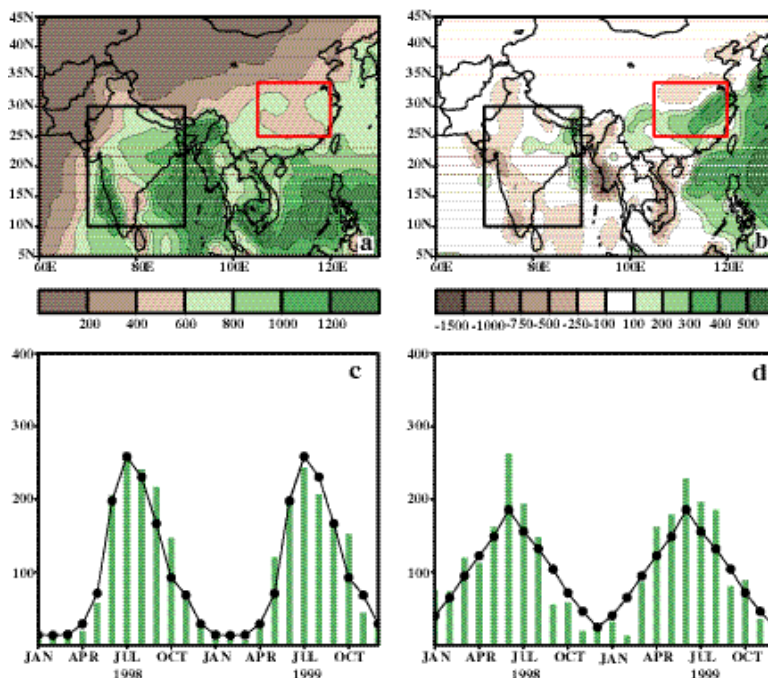 45N
40N
35N
30N
25N
20N
15N
10N
5N
60E 80E 100E 120E
a
200 400 600 800 1000 1200
45N
40N
35N
30N
25N
20N
15N
10N
5N
60E 80E 100E 120E
b
-1500 -1000 -750 -500 -250 -100 100 200 300 400 500
400
300
200
100
c
JAN APR JUL OCT JAN APR JUL OCT
1998 1999
400
300
200
100
d
JAN APR JUL OCT JAN APR JUL OCT
1998 1999